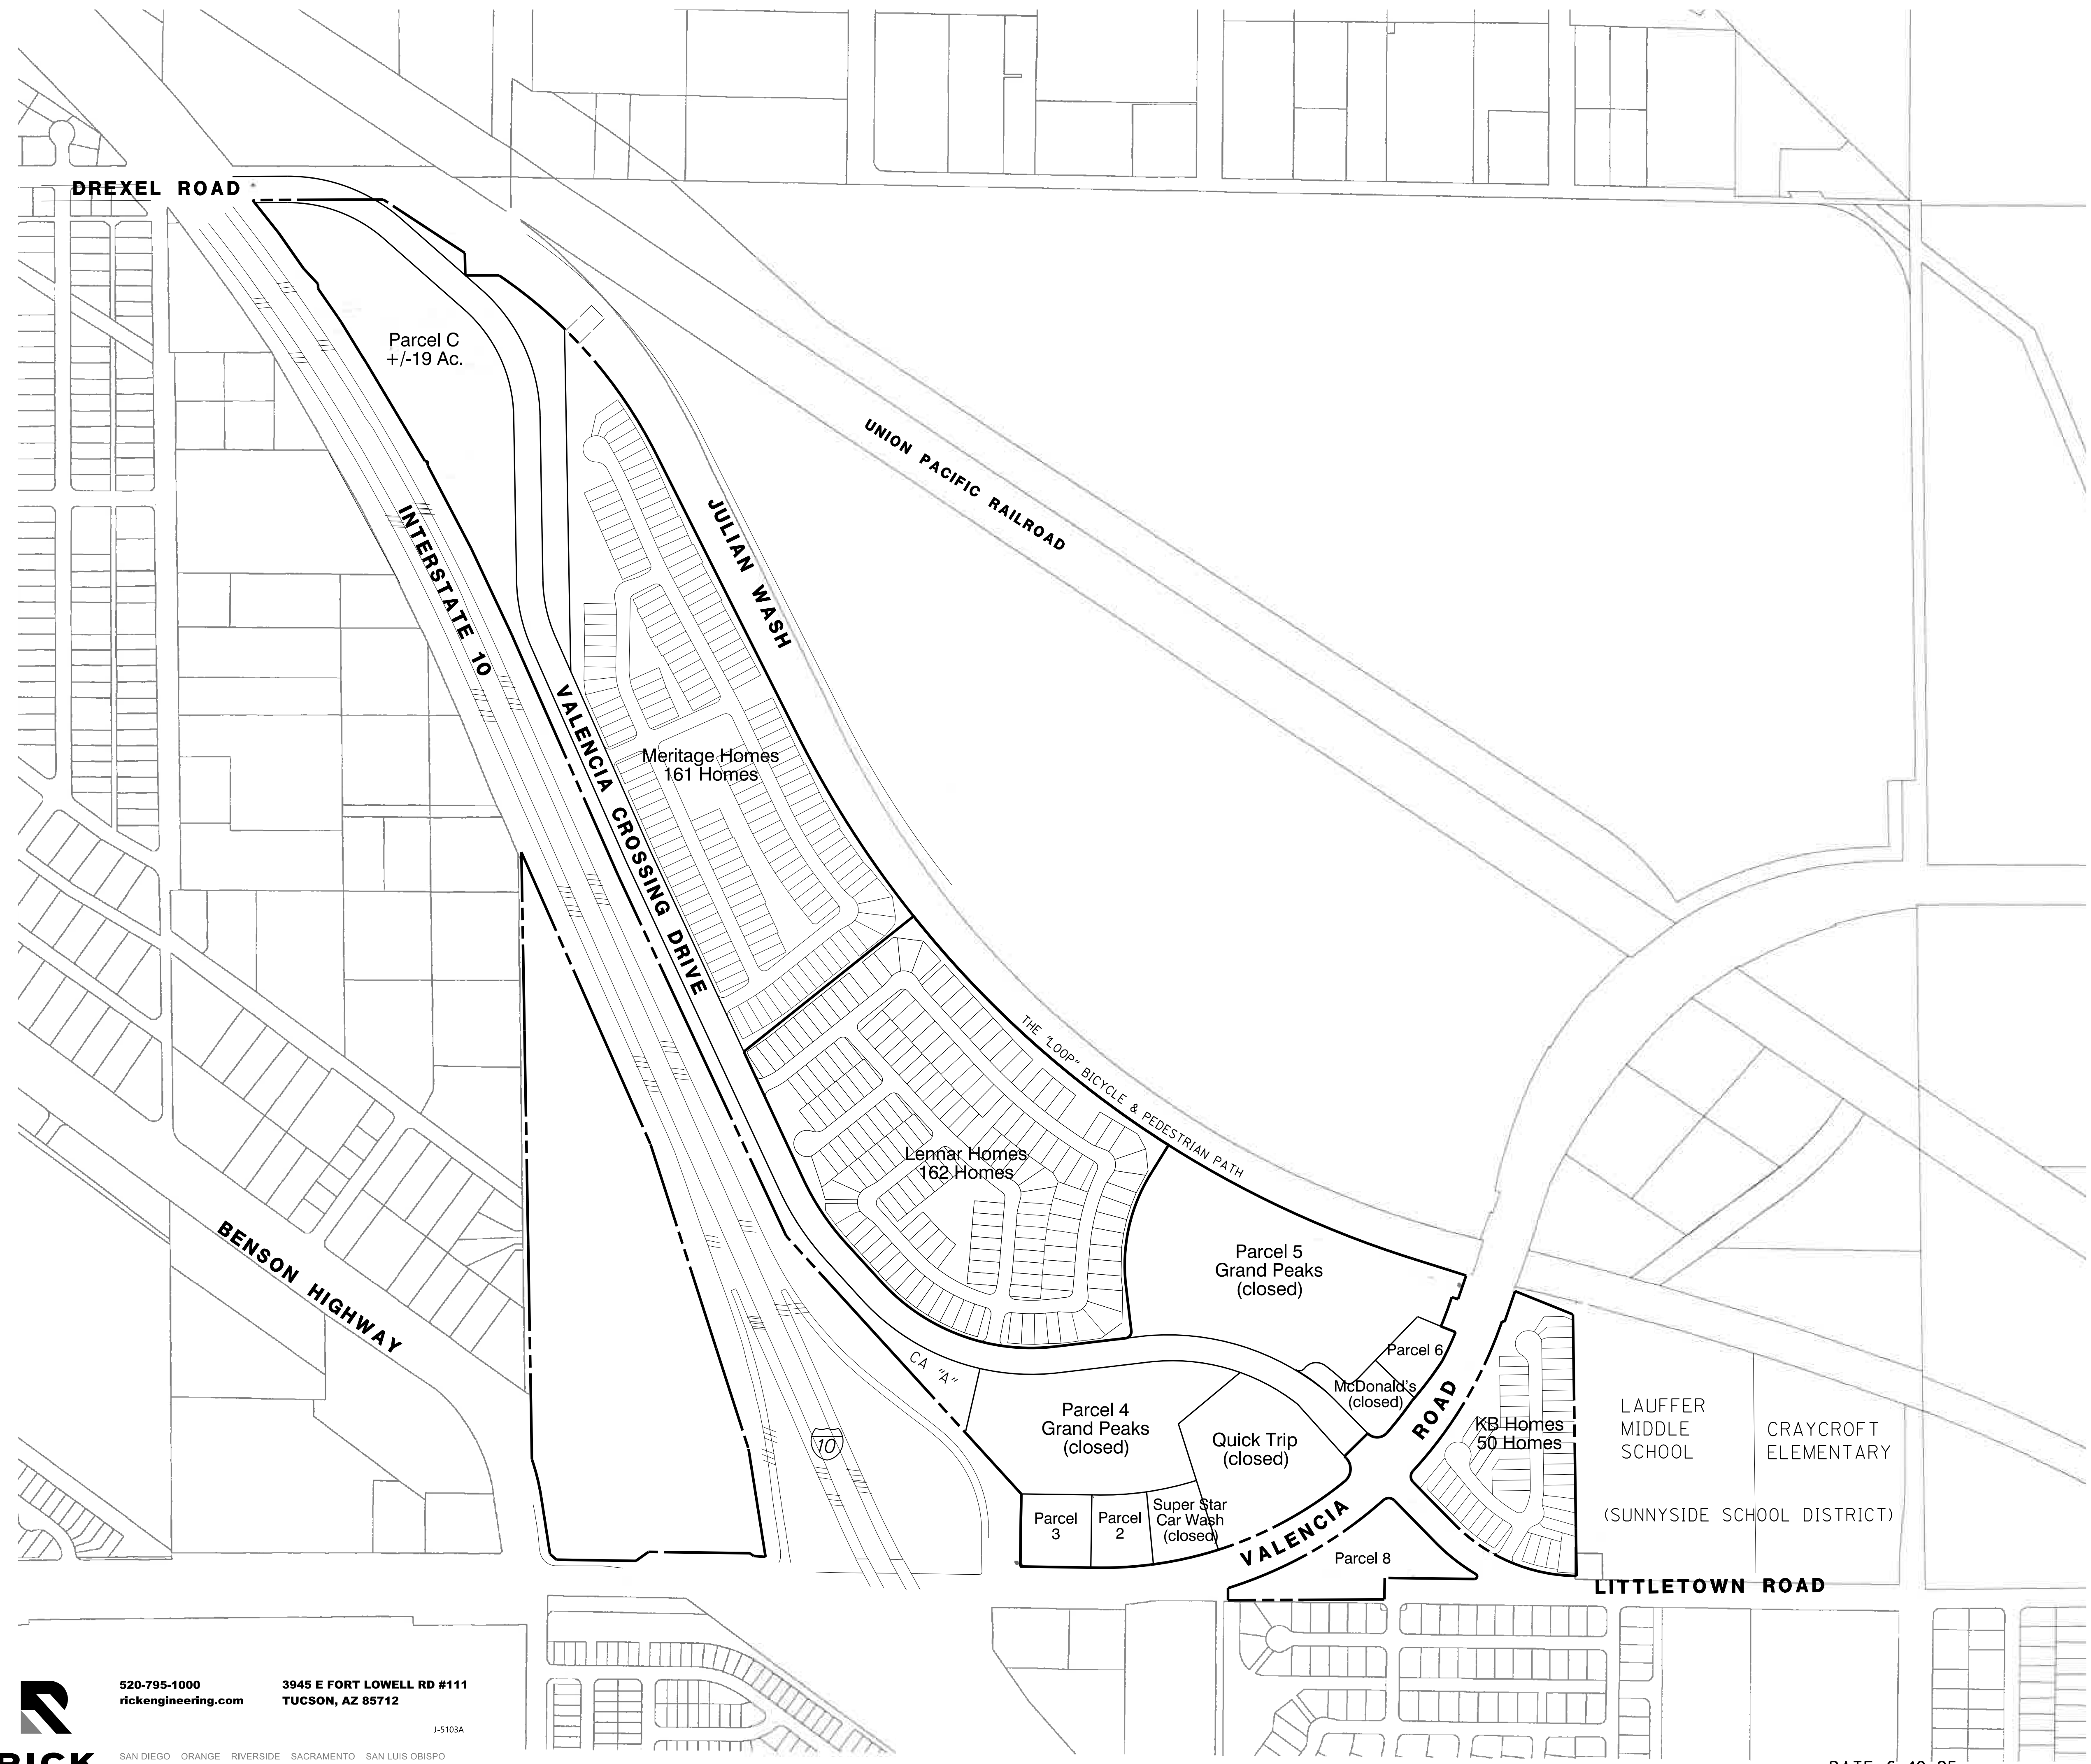 DREXEL ROAD
Parcel C
+/-19 Ac.
UNION PACIFIC RAILROAD
INTERSTATE 10
JULIAN WASH
VALENCIA CROSSING DRIVE
Meritage Homes
161 Homes
THE "LOOP" BICYCLE & PEDESTRIAN PATH
Lennar Homes
162 Homes
BENSON HIGHWAY
Parcel 5
Grand Peaks
(closed)
Parcel 6
McDonald's
(closed)
CA "A"
Parcel 4
Grand Peaks
(closed)
10
Quick Trip
(closed)
VALENCIA ROAD
KB Homes
50 Homes
LAUFFER
MIDDLE
SCHOOL
CRAYCROFT
ELEMENTARY
(SUNNYSIDE SCHOOL DISTRICT)
Parcel
3
Parcel
2
Super Star
Car Wash
(closed)
Parcel 8
LITTLETOWN ROAD
520-795-1000
rickengineering.com
3945 E FORT LOWELL RD #111
TUCSON, AZ 85712
J-5103A
RICK
SAN DIEGO ORANGE RIVERSIDE SACRAMENTO SAN LUIS OBISPO